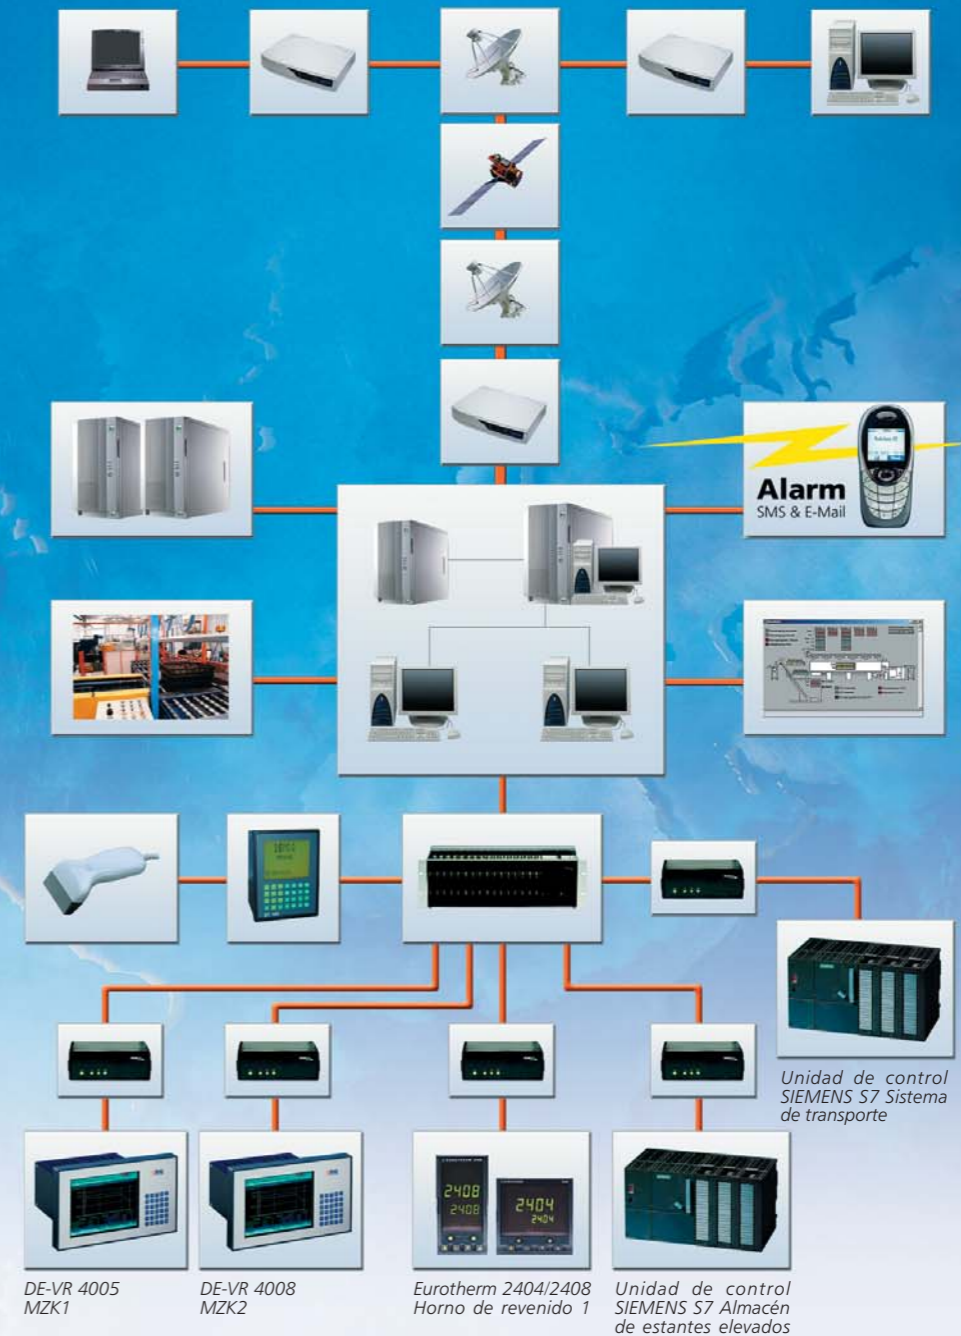 Alarm
SMS & E-Mail
Unidad de control
SIEMENS S7 Sistema
de transporte
2408
2408
2404
2404
DE-VR 4005
MZK1
DE-VR 4008
MZK2
Eurotherm 2404/2408
Horno de revenido 1
Unidad de control
SIEMENS S7 Almacén
de estantes elevados